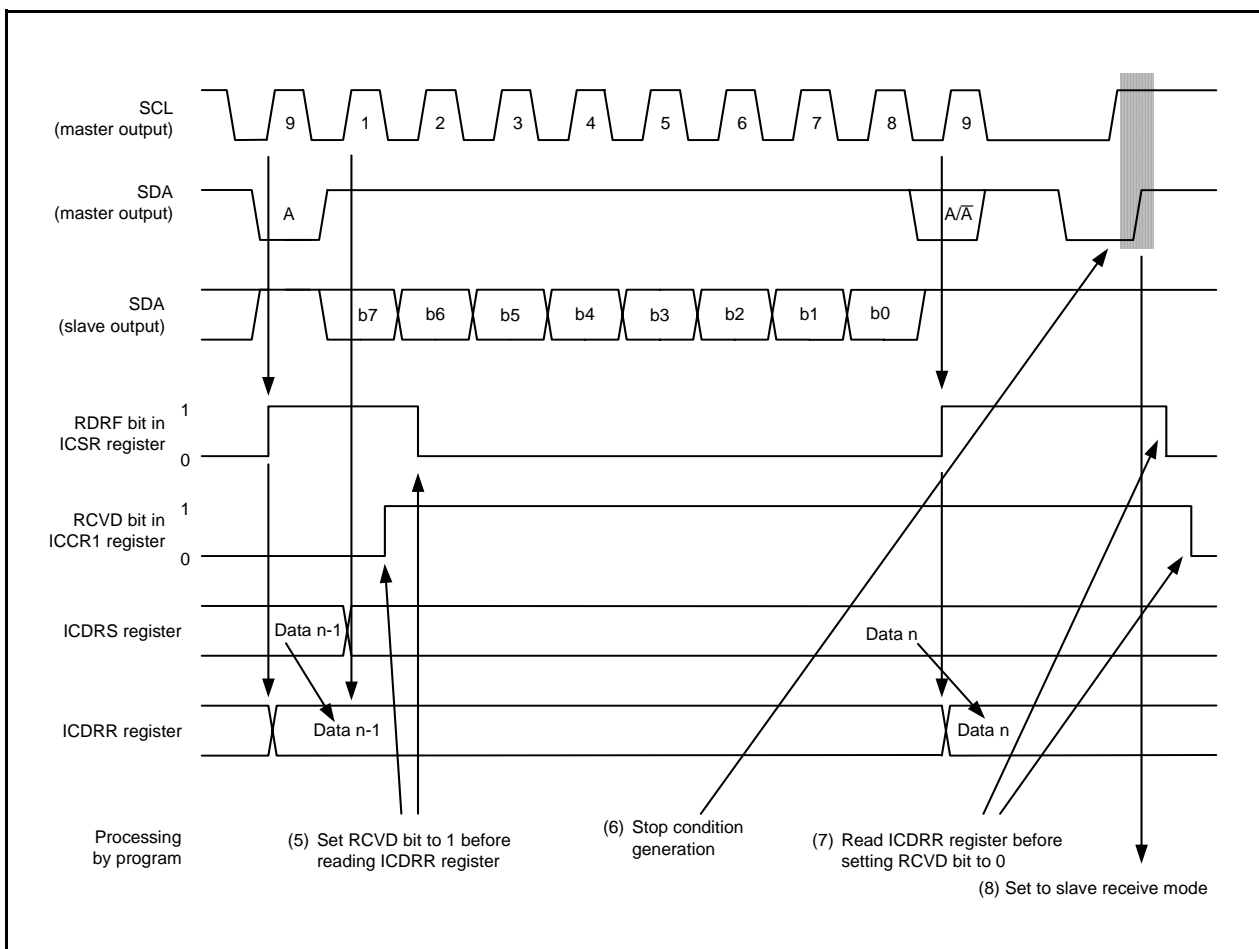 SCL
(master output)
9 1 2 3 4 5 6 7 8 9
SDA
(master output)
A A/A̅
SDA
(slave output)
b7 b6 b5 b4 b3 b2 b1 b0
RDRF bit in
ICSR register
1
0
RCVD bit in
ICCR1 register
1
0
ICDRS register
Data n-1 Data n
ICDRR register
Data n-1 Data n
Processing
by program
(5) Set RCVD bit to 1 before
reading ICDRR register
(6) Stop condition
generation
(7) Read ICDRR register before
setting RCVD bit to 0
(8) Set to slave receive mode